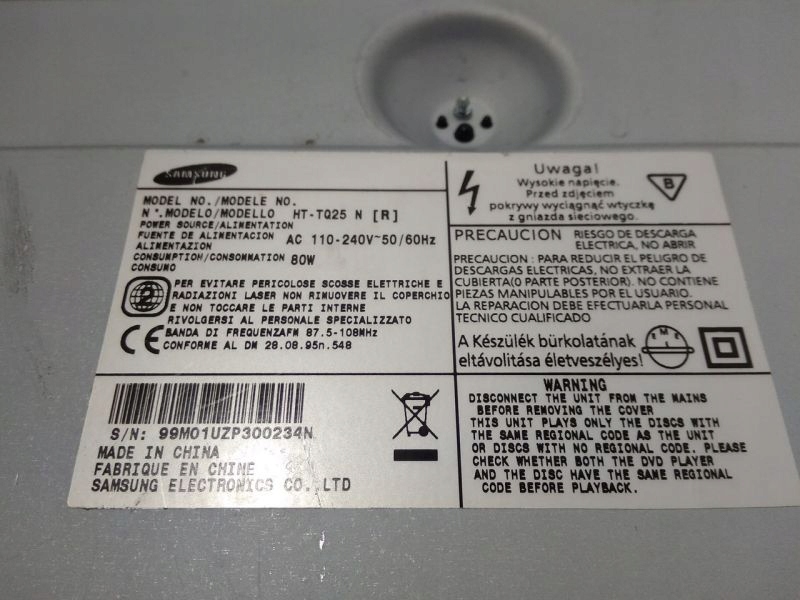 SAMSUNG
MODEL NO./MODELE NO.
N°.MODELO/MODELLO HT-TQ25 N [R]
POWER SOURCE/ALIMENTATION
FUENTE DE ALIMENTACION AC 110-240V~50/60Hz
ALIMENTAZION
CONSUMPTION/CONSOMMATION 80W
CONSUMO
2
PER EVITARE PERICOLOSE SCOSSE ELETTRICHE E
RADIAZIONI LASER NON RIMUOVERE IL COPERCHIO
E NON TOCCARE LE PARTI INTERNE
RIVOLGERSI AL PERSONALE SPECIALIZZATO
BANDA DI FREQUENZAFM 87.5-108MHz
CE CONFORME AL DM 28.08.95n.548
S/N: 99M01UZP300234N
MADE IN CHINA
FABRIQUE EN CHINE
SAMSUNG ELECTRONICS CO.,LTD
Uwaga!
Wysokie napięcie.
Przed zdjęciem
pokrywy wyciągnąć wtyczkę
z gniazda sieciowego.
B
PRECAUCION RIESGO DE DESCARGA
ELECTRICA, NO ABRIR
PRECAUCION : PARA REDUCIR EL PELIGRO DE
DESCARGAS ELECTRICAS, NO EXTRAER LA
CUBIERTA(O PARTE POSTERIOR). NO CONTIENE
PIEZAS MANIPULABLES POR EL USUARIO.
LA REPARACION DEBE EFECTUARLA PERSONAL
TECNICO CUALIFICADO
A Készülék bürkolatának
eltávolítása életveszélyes!
E M E
WARNING
DISCONNECT THE UNIT FROM THE MAINS
BEFORE REMOVING THE COVER
THIS UNIT PLAYS ONLY THE DISCS WITH
THE SAME REGIONAL CODE AS THE UNIT
OR DISCS WITH NO REGIONAL CODE. PLEASE
CHECK WHETHER BOTH THE DVD PLAYER
AND THE DISC HAVE THE SAME REGIONAL
CODE BEFORE PLAYBACK.